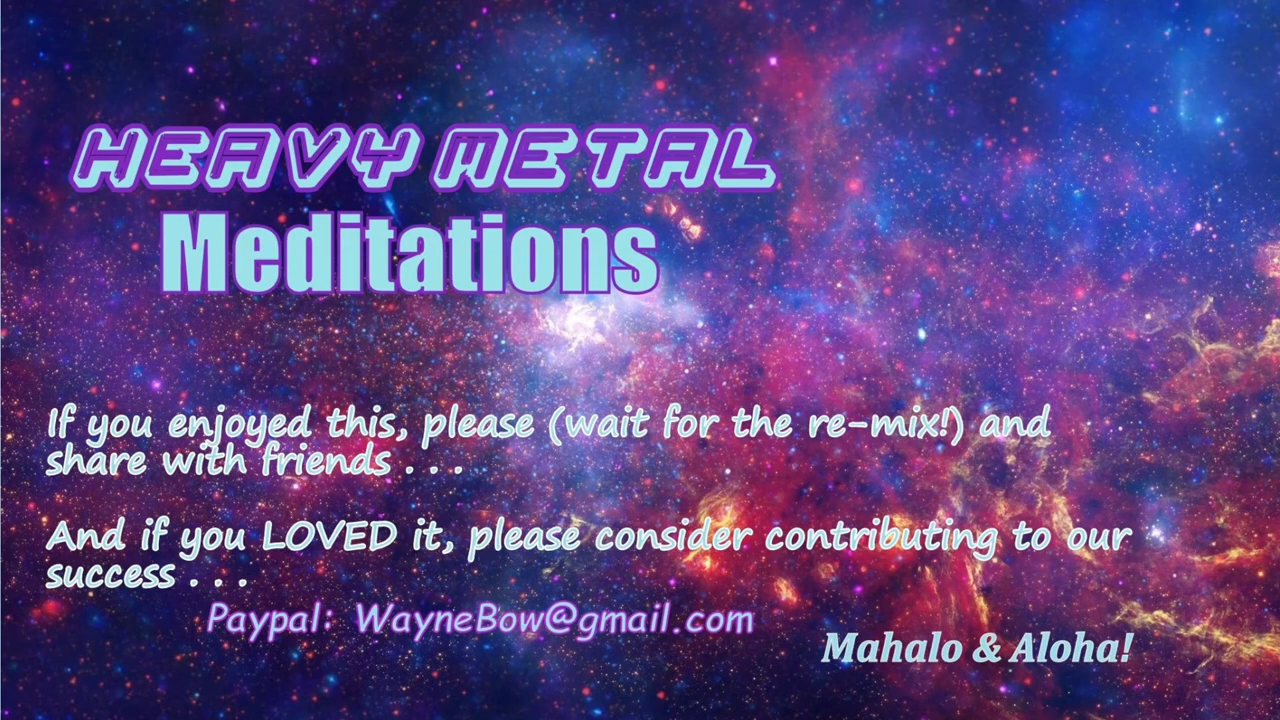 HEAVY METAL
Meditations
If you enjoyed this, please (wait for the re-mix!) and
share with friends . . .
And if you LOVED it, please consider contributing to our
success . . .
Paypal: WayneBow@gmail.com
Mahalo & Aloha!